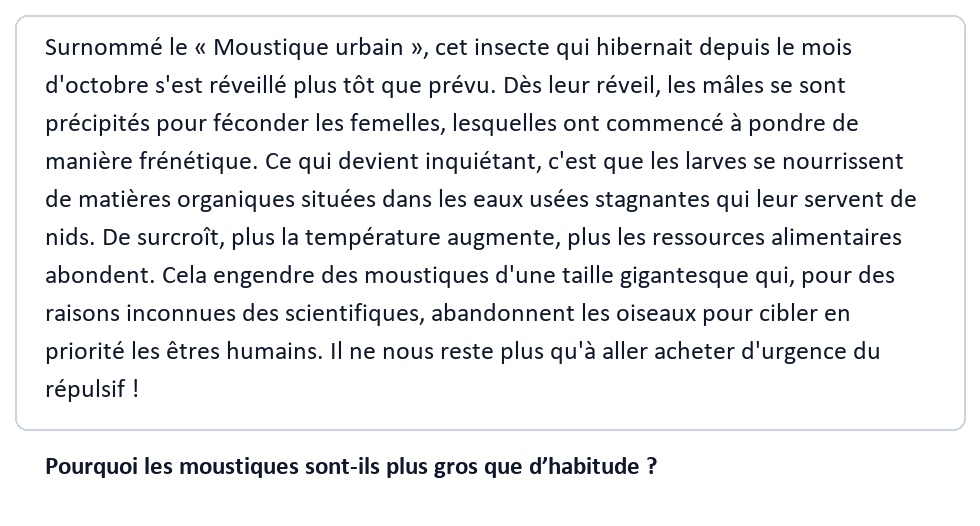 Surnommé le « Moustique urbain », cet insecte qui hibernait depuis le mois
d'octobre s'est réveillé plus tôt que prévu. Dès leur réveil, les mâles se sont
précipités pour féconder les femelles, lesquelles ont commencé à pondre de
manière frénétique. Ce qui devient inquiétant, c'est que les larves se nourrissent
de matières organiques situées dans les eaux usées stagnantes qui leur servent de
nids. De surcroît, plus la température augmente, plus les ressources alimentaires
abondent. Cela engendre des moustiques d'une taille gigantesque qui, pour des
raisons inconnues des scientifiques, abandonnent les oiseaux pour cibler en
priorité les êtres humains. Il ne nous reste plus qu'à aller acheter d'urgence du
répulsif !
Pourquoi les moustiques sont-ils plus gros que d’habitude ?